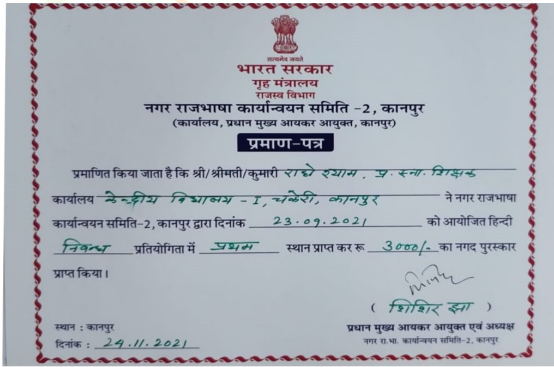 सत्यमेव जयते
भारत सरकार
गृह मंत्रालय
राजस्व विभाग
नगर राजभाषा कार्यान्वयन समिति -2, कानपुर
(कार्यालय, प्रधान मुख्य आयकर आयुक्त, कानपुर)
प्रमाण-पत्र
प्रमाणित किया जाता है कि श्री/श्रीमती/कुमारी राधे श्याम, प्र. स्ना. शिक्षक
कार्यालय केन्द्रीय विद्यालय - I, चकेरी, कानपुर ने नगर राजभाषा
कार्यान्वयन समिति-2, कानपुर द्वारा दिनांक 23.09.2021 को आयोजित हिन्दी
निबन्ध प्रतियोगिता में प्रथम स्थान प्राप्त कर रू 3000/- का नगद पुरस्कार
प्राप्त किया।
( शिशिर झा )
स्थान : कानपुर प्रधान मुख्य आयकर आयुक्त एवं अध्यक्ष
दिनांक : 24.11.2021 नगर रा.भा. कार्यान्वयन समिति-2, कानपुर